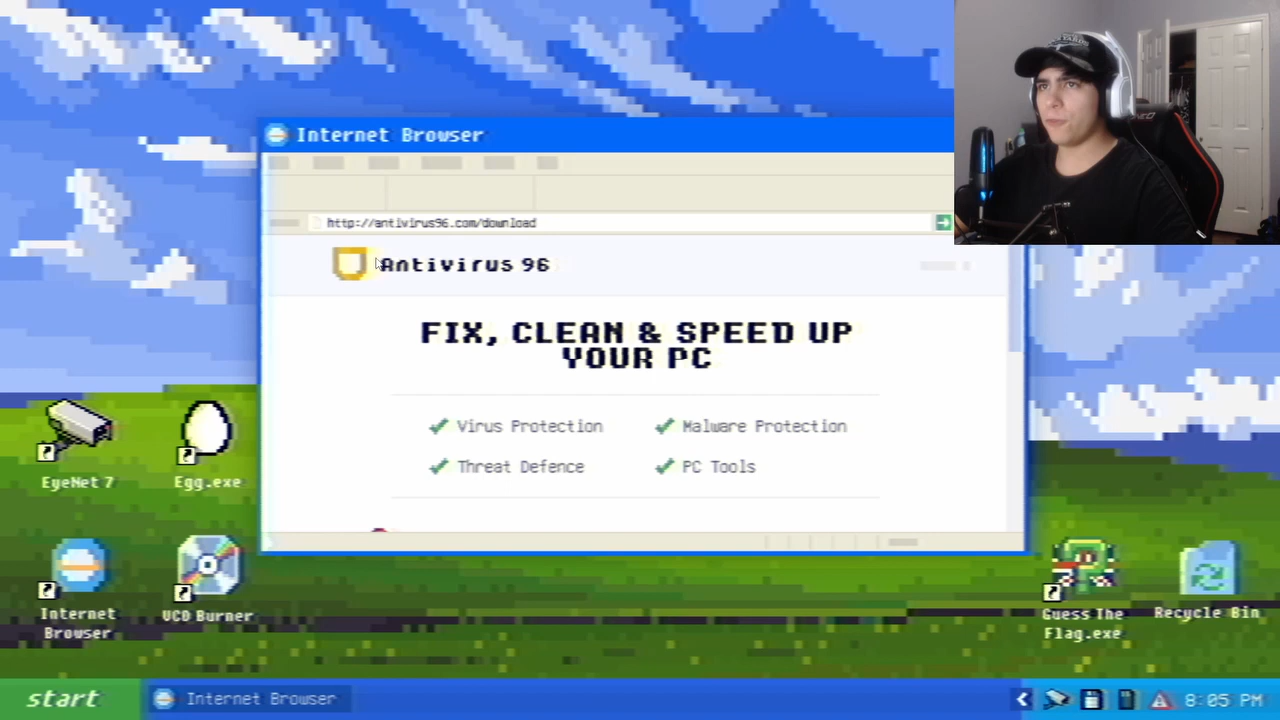 Internet Browser
http://antivirus96.com/download
Antivirus 96
FIX, CLEAN & SPEED UP
YOUR PC
Virus Protection
Malware Protection
Threat Defence
PC Tools
EyeNet 7
Egg.exe
Internet
Browser
VCD Burner
Guess The
Flag.exe
Recycle Bin
start
Internet Browser
8:05 PM